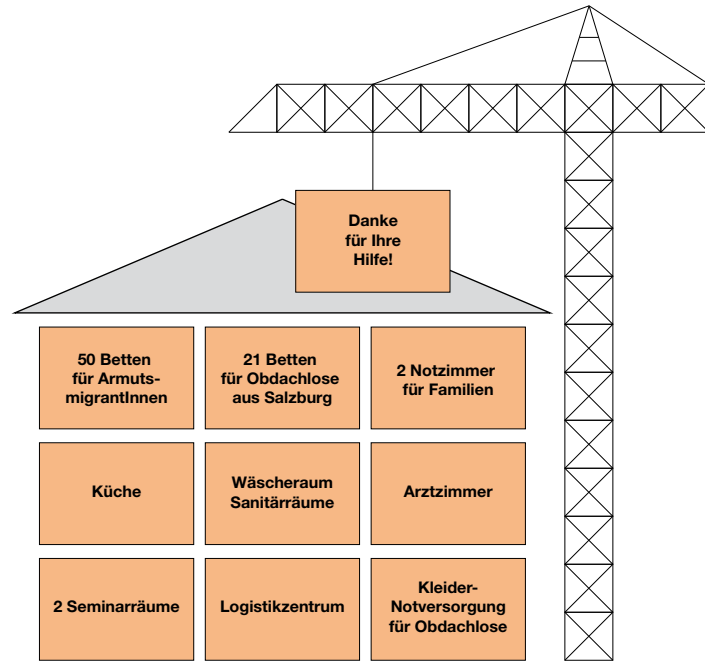 Danke
für Ihre
Hilfe!
50 Betten
für Armuts-
migrantInnen
21 Betten
für Obdachlose
aus Salzburg
2 Notzimmer
für Familien
Küche
Wäscheraum
Sanitärräume
Arztzimmer
2 Seminarräume
Logistikzentrum
Kleider-
Notversorgung
für Obdachlose